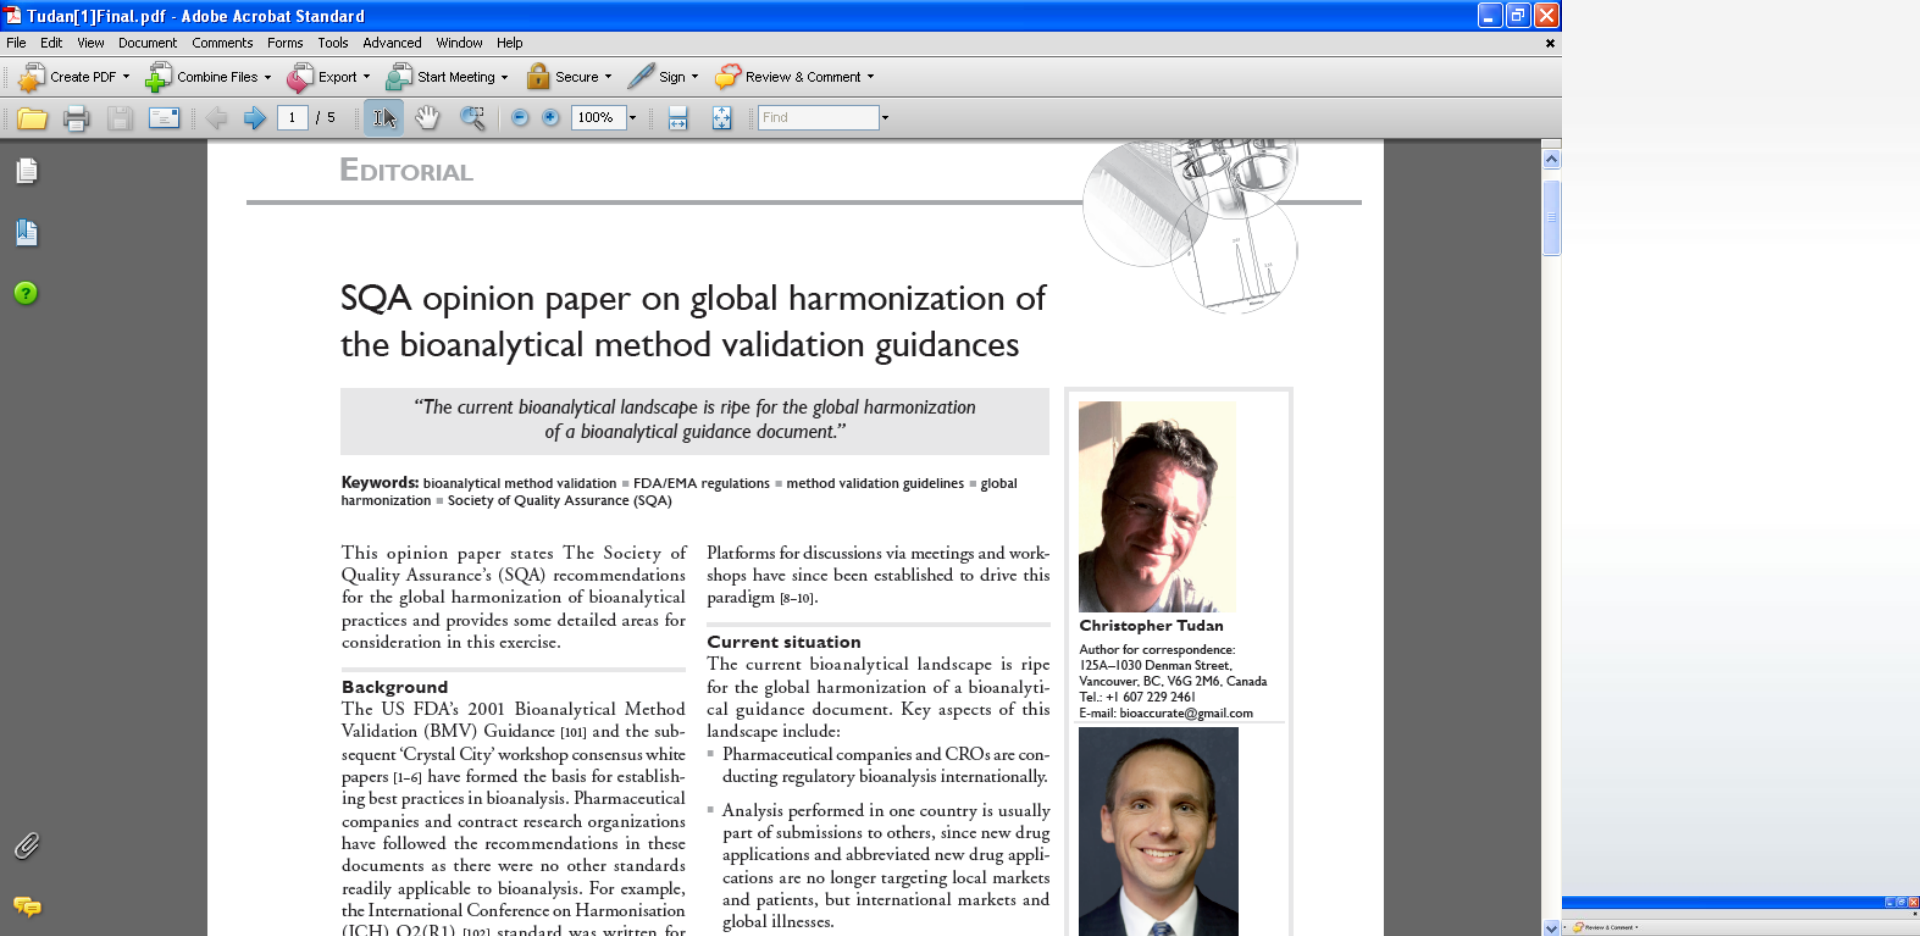 Tudan[1]Final.pdf - Adobe Acrobat Standard
File Edit View Document Comments Forms Tools Advanced Window Help
Create PDF Combine Files Export Start Meeting Secure Sign Review & Comment
1 / 5 100% Find
EDITORIAL
SQA opinion paper on global harmonization of
the bioanalytical method validation guidances
“The current bioanalytical landscape is ripe for the global harmonization
of a bioanalytical guidance document.”
Keywords: bioanalytical method validation ■ FDA/EMA regulations ■ method validation guidelines ■ global
harmonization ■ Society of Quality Assurance (SQA)
This opinion paper states The Society of
Quality Assurance’s (SQA) recommendations
for the global harmonization of bioanalytical
practices and provides some detailed areas for
consideration in this exercise.
Background
The US FDA’s 2001 Bioanalytical Method
Validation (BMV) Guidance [101] and the sub-
sequent ‘Crystal City’ workshop consensus white
papers [1–6] have formed the basis for establish-
ing best practices in bioanalysis. Pharmaceutical
companies and contract research organizations
have followed the recommendations in these
documents as there were no other standards
readily applicable to bioanalysis. For example,
the International Conference on Harmonisation
(ICH) Q2(R1) [102] standard was written for
Platforms for discussions via meetings and work-
shops have since been established to drive this
paradigm [8–10].
Current situation
The current bioanalytical landscape is ripe
for the global harmonization of a bioanalyti-
cal guidance document. Key aspects of this
landscape include:
■ Pharmaceutical companies and CROs are con-
ducting regulatory bioanalysis internationally.
■ Analysis performed in one country is usually
part of submissions to others, since new drug
applications and abbreviated new drug appli-
cations are no longer targeting local markets
and patients, but international markets and
global illnesses.
Christopher Tudan
Author for correspondence:
125A–1030 Denman Street,
Vancouver, BC, V6G 2M6, Canada
Tel.: +1 607 229 2461
E-mail: bioaccurate@gmail.com
Review & Comment